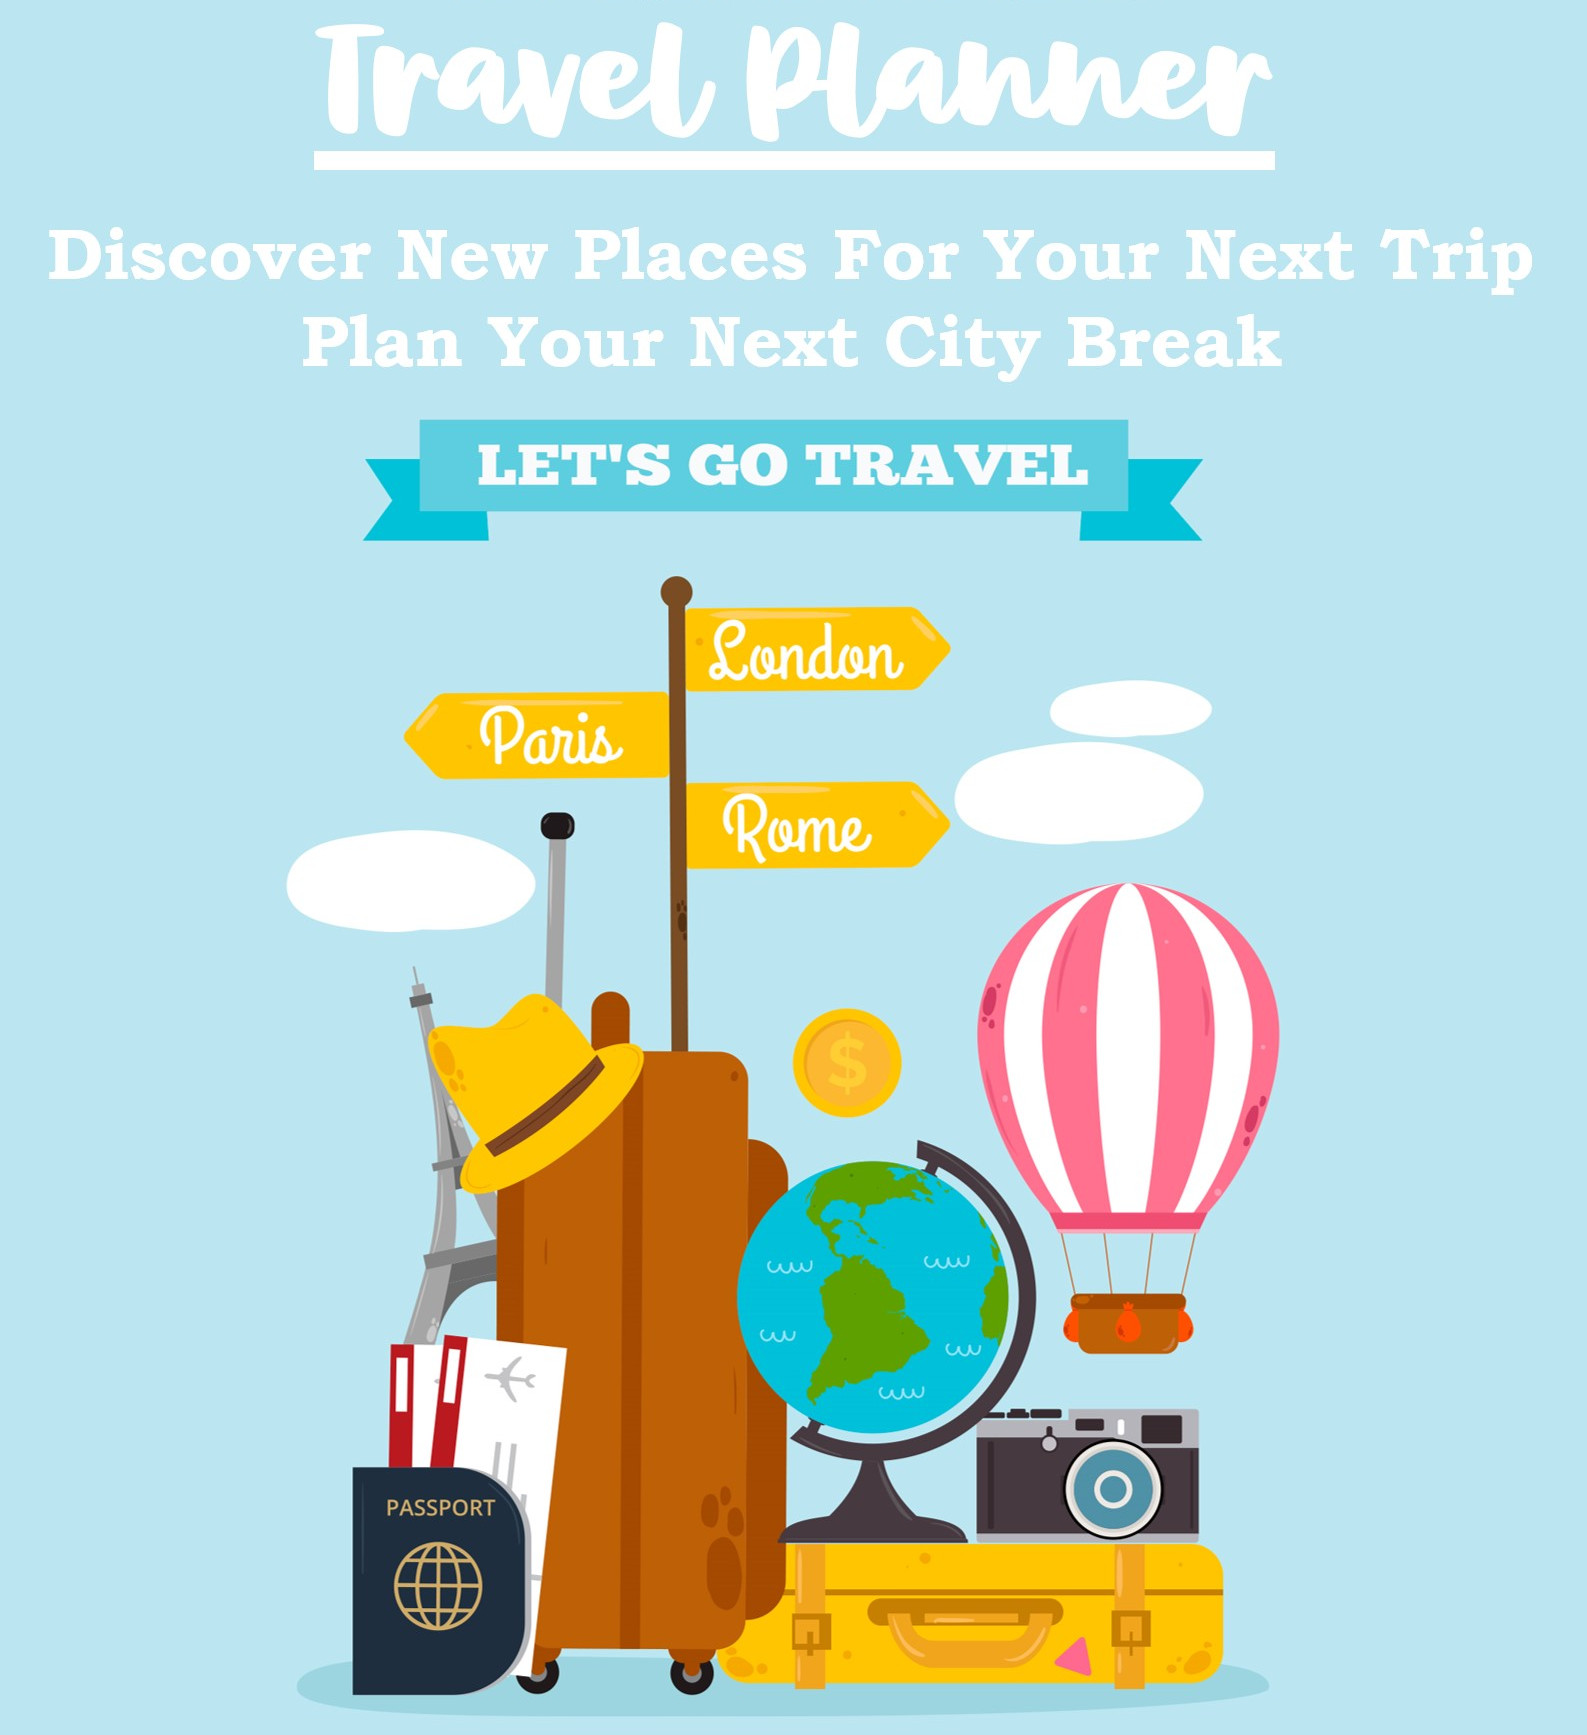 Travel Planner
Discover New Places For Your Next Trip
Plan Your Next City Break
LET'S GO TRAVEL
London
Paris
Rome
$
PASSPORT